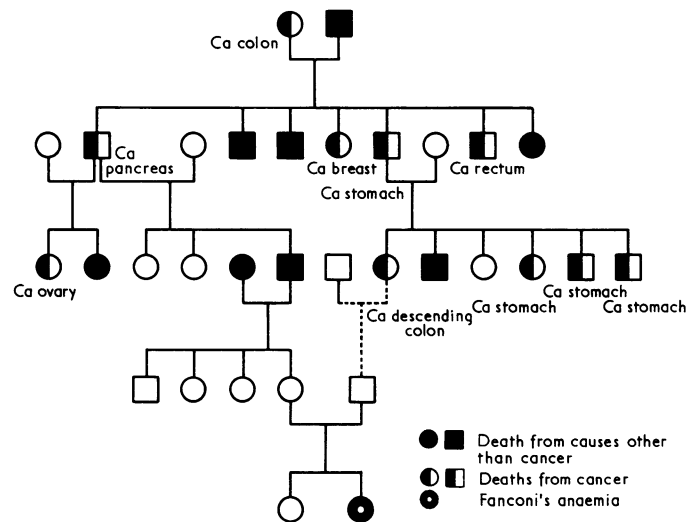 Ca colon
Ca
pancreas
Ca breast
Ca rectum
Ca stomach
Ca ovary
Ca descending
colon
Ca stomach
Ca stomach
Ca stomach
Death from causes other
than cancer
Deaths from cancer
Fanconi's anaemia